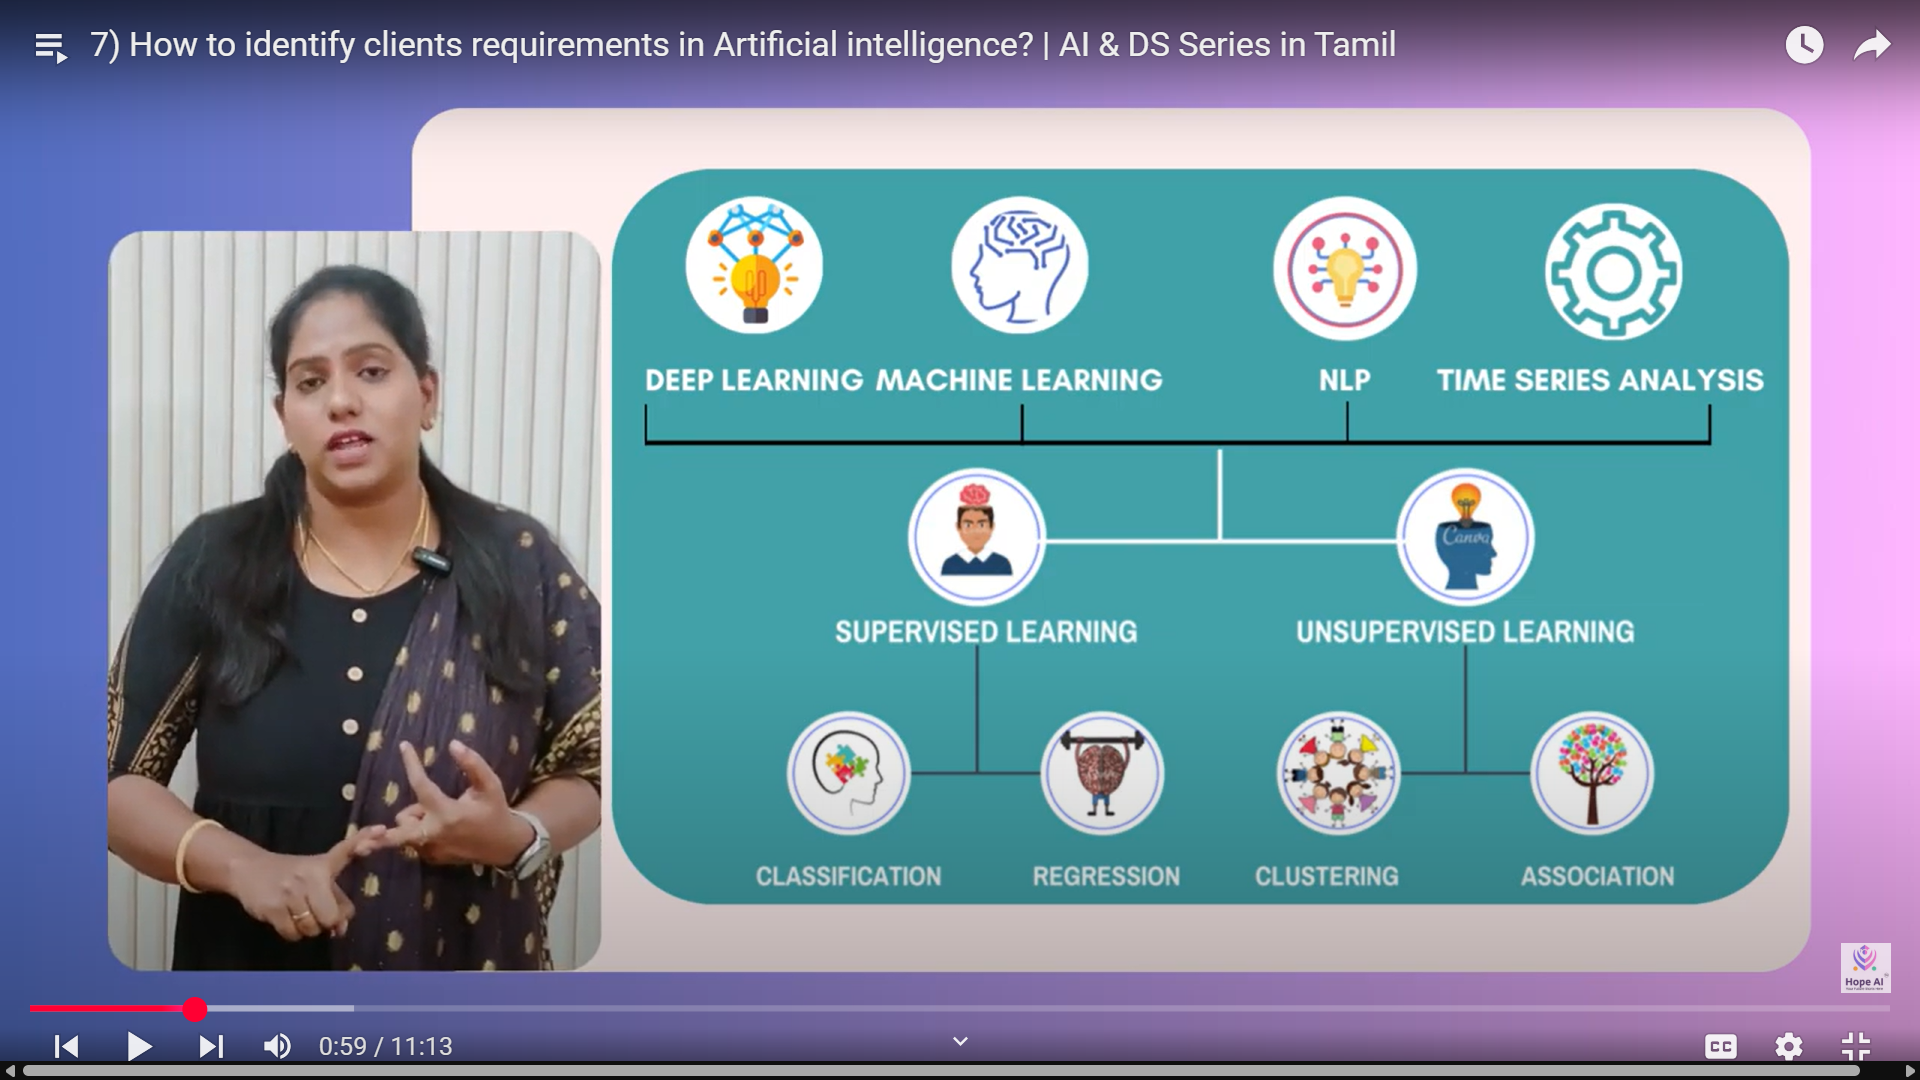 7) How to identify clients requirements in Artificial intelligence? | AI & DS Series in Tamil
DEEP LEARNING MACHINE LEARNING NLP TIME SERIES ANALYSIS
Canva
SUPERVISED LEARNING UNSUPERVISED LEARNING
CLASSIFICATION REGRESSION CLUSTERING ASSOCIATION
Hope AI
0:59 / 11:13
CC